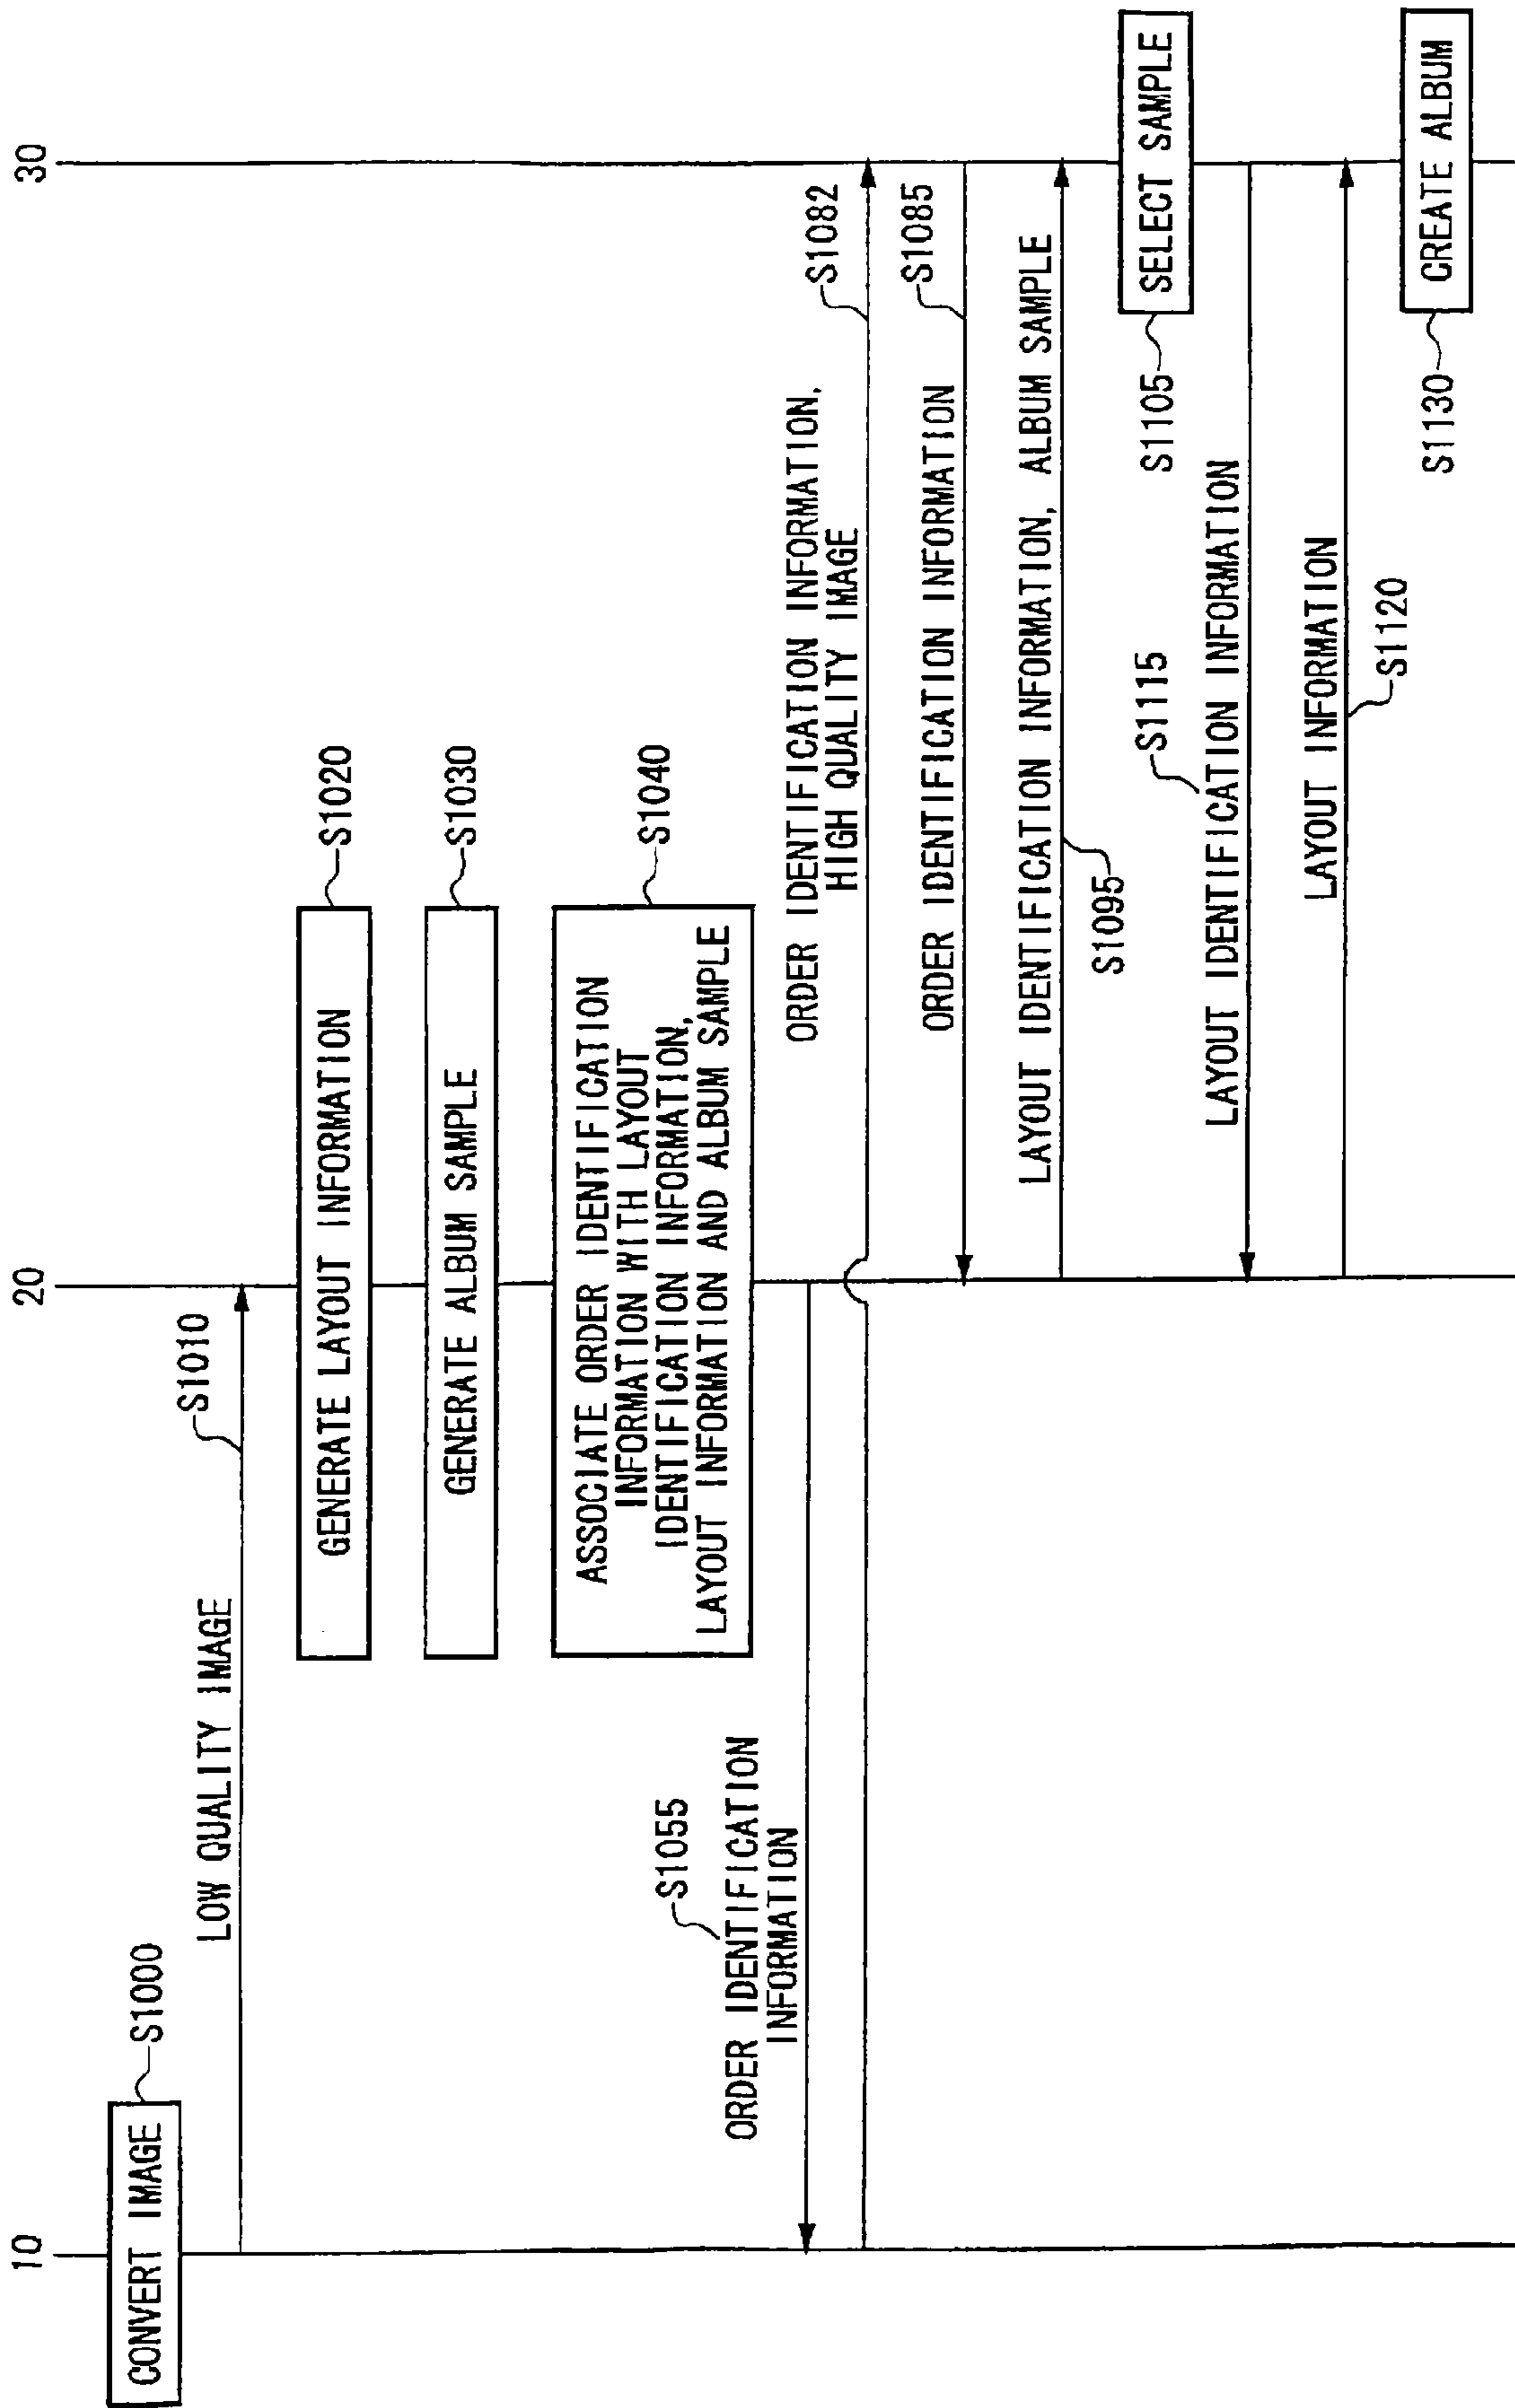 10
20
30
CONVERT IMAGE
S1000
LOW QUALITY IMAGE
S1010
GENERATE LAYOUT INFORMATION
S1020
GENERATE ALBUM SAMPLE
S1030
ASSOCIATE ORDER IDENTIFICATION
INFORMATION WITH LAYOUT
IDENTIFICATION INFORMATION,
LAYOUT INFORMATION AND ALBUM SAMPLE
S1040
S1055
ORDER IDENTIFICATION
INFORMATION
ORDER IDENTIFICATION INFORMATION,
HIGH QUALITY IMAGE
S1082
ORDER IDENTIFICATION INFORMATION
S1085
LAYOUT IDENTIFICATION INFORMATION, ALBUM SAMPLE
S1095
S1105
SELECT SAMPLE
S1115
LAYOUT IDENTIFICATION INFORMATION
LAYOUT INFORMATION
S1120
S1130
CREATE ALBUM